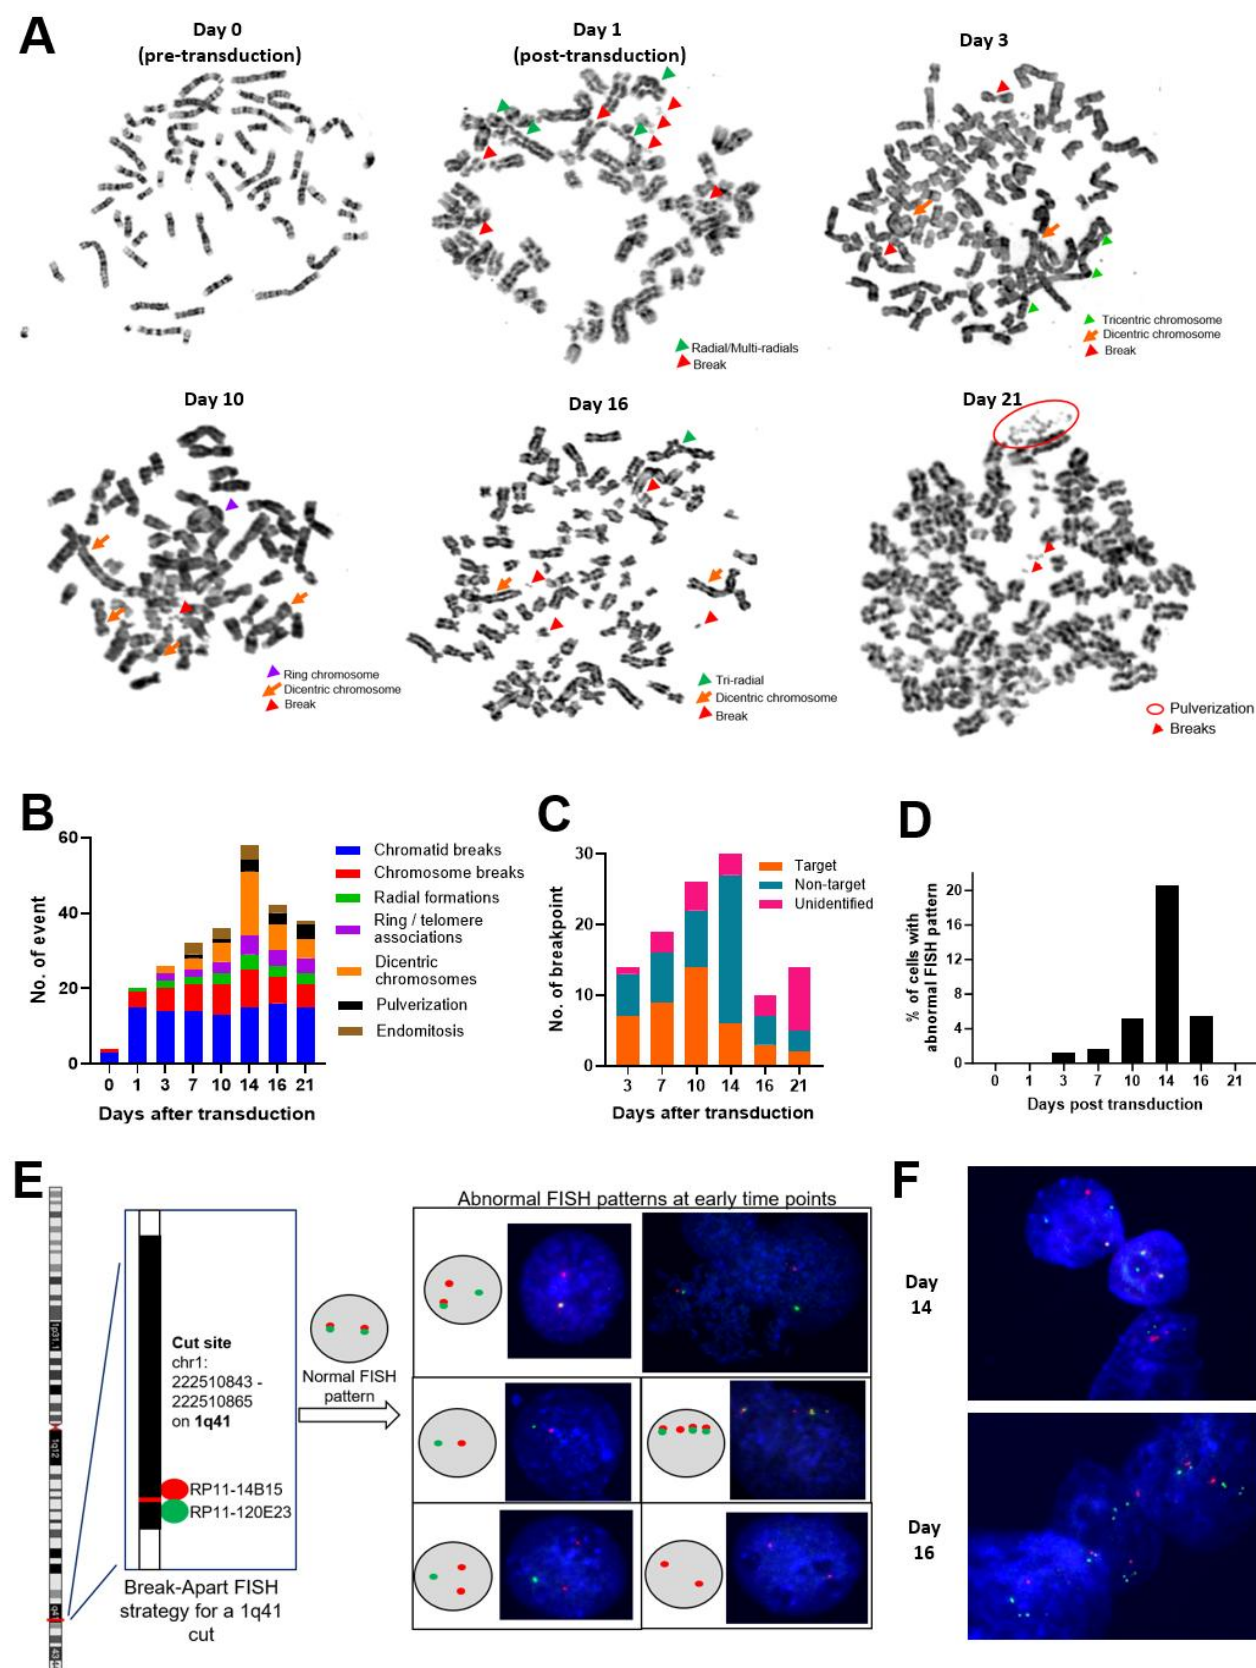 A
Day 0
(pre-transduction)
Day 1
(post-transduction)
Day 3
Radial/Multi-radials
Break
Tricentric chromosome
Dicentric chromosome
Break
Day 10
Day 16
Day 21
Ring chromosome
Dicentric chromosome
Break
Tri-radial
Dicentric chromosome
Break
Pulverization
Breaks
B
No. of event
60
40
20
0
0 1 3 7 10 14 16 21
Days after transduction
Chromatid breaks
Chromosome breaks
Radial formations
Ring / telomere
associations
Dicentric
chromosomes
Pulverization
Endomitosis
C
No. of breakpoint
30
20
10
0
3 7 10 14 16 21
Days after transduction
Target
Non-target
Unidentified
D
% of cells with
abnormal FISH pattern
20
16
12
8
4
0
0 1 3 7 10 14 16 21
Days post transduction
E
1p31.1
1q12
Cut site
chr1:
222510843 -
222510865
on 1q41
RP11-14B15
RP11-120E23
Break-Apart FISH
strategy for a 1q41
cut
Normal FISH
pattern
Abnormal FISH patterns at early time points
F
Day
14
Day
16